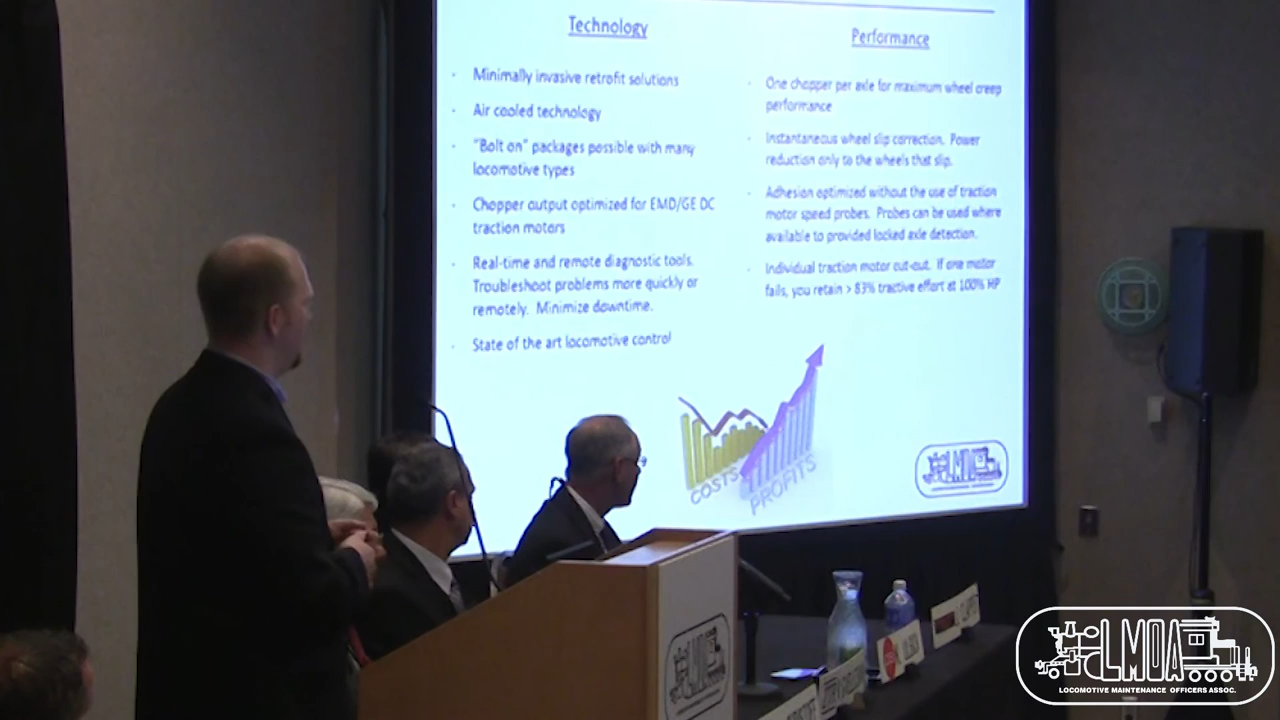 Technology
· Minimally invasive retrofit solutions
· Air cooled technology
· "Bolt on" packages possible with many
locomotive types
· Chopper output optimized for EMD/GE DC
traction motors
· Real-time and remote diagnostic tools.
Troubleshoot problems more quickly or
remotely. Minimize downtime.
· State of the art locomotive control
Performance
· One chopper per axle for maximum wheel creep
performance
· Instantaneous wheel slip correction. Power
reduction only to the wheels that slip.
· Adhesion optimized without the use of traction
motor speed probes. Probes can be used where
available to provided locked axle detection.
· Individual traction motor cut-out. If one motor
fails, you retain > 83% tractive effort at 100% HP
COSTS
PROFITS
LMOA
LMOA
LMOA
LOCOMOTIVE MAINTENANCE OFFICERS ASSOC.